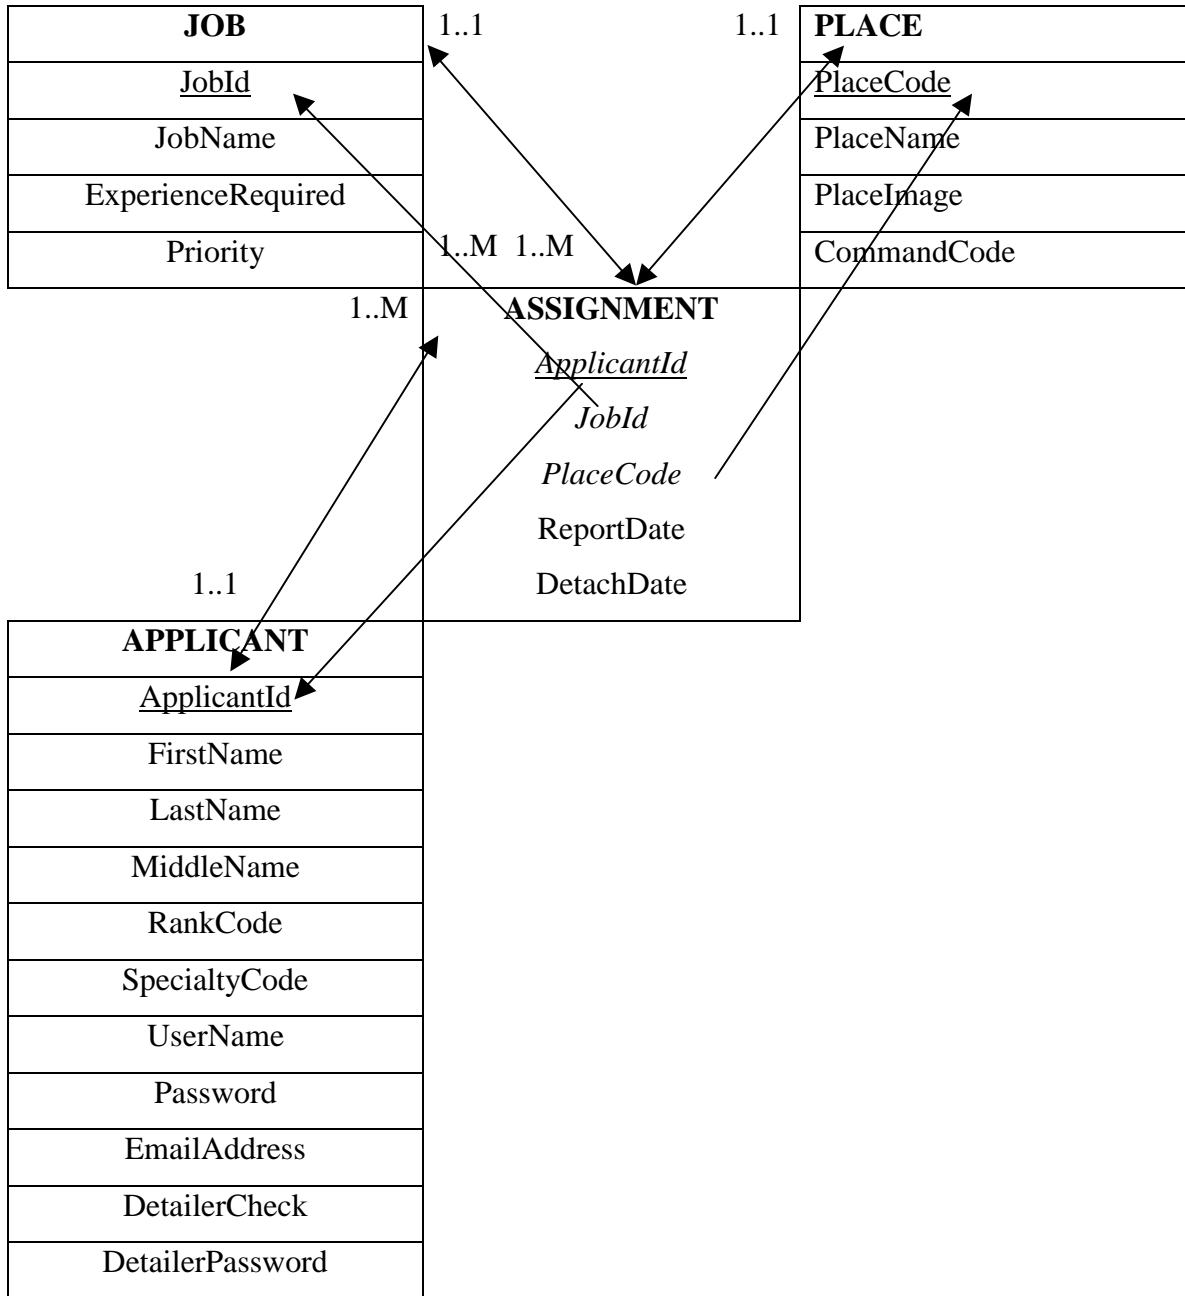 JOB
JobId
JobName
ExperienceRequired
Priority
1..1
1..1
PLACE
PlaceCode
PlaceName
PlaceImage
CommandCode
1..M 1..M
1..M
ASSIGNMENT
ApplicantId
JobId
PlaceCode
ReportDate
DetachDate
1..1
APPLICANT
ApplicantId
FirstName
LastName
MiddleName
RankCode
SpecialtyCode
UserName
Password
EmailAddress
DetailerCheck
DetailerPassword